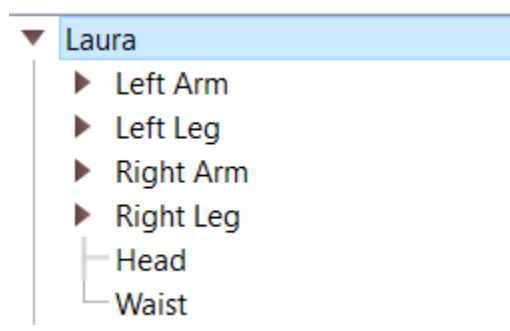 Laura
Left Arm
Left Leg
Right Arm
Right Leg
Head
Waist